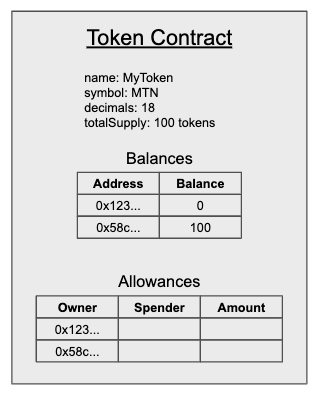 Token Contract
name: MyToken
symbol: MTN
decimals: 18
totalSupply: 100 tokens
Balances
Address Balance
0x123... 0
0x58c... 100
Allowances
Owner Spender Amount
0x123...
0x58c...